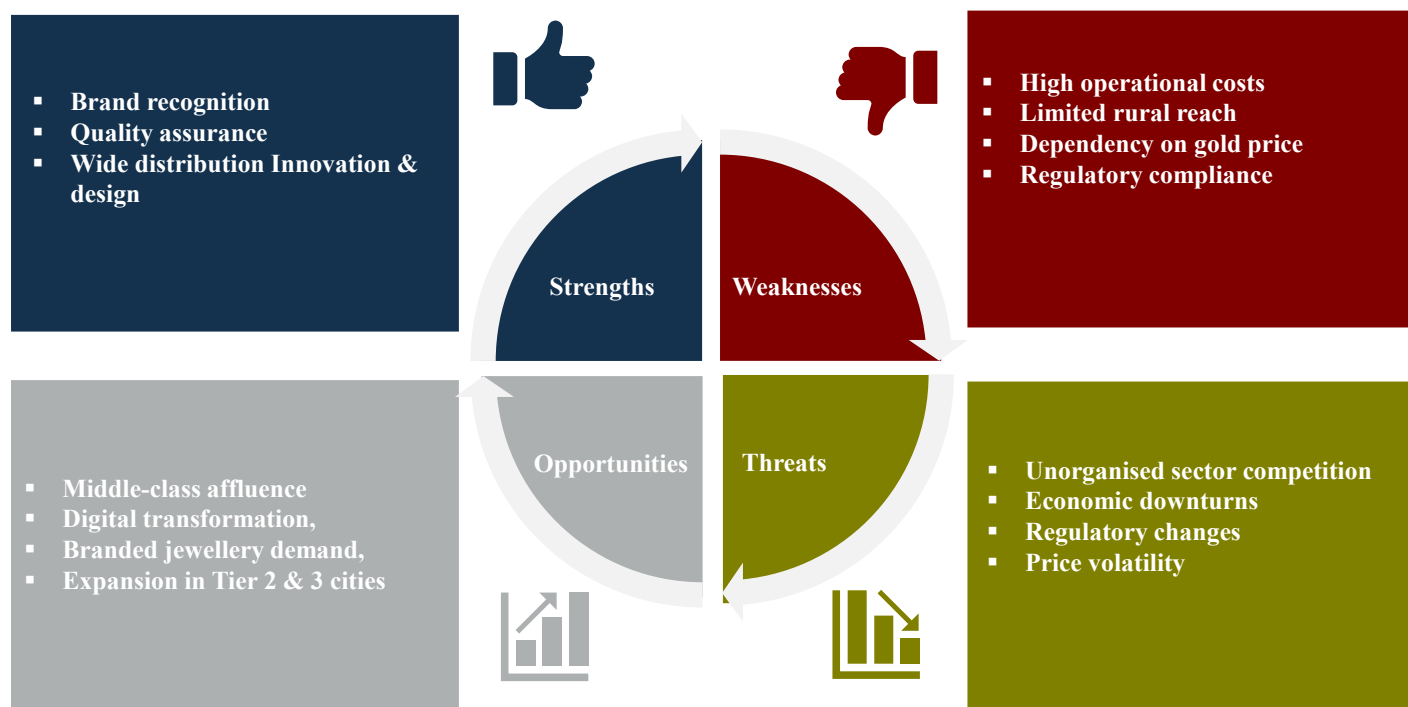 ▪ Brand recognition
▪ Quality assurance
▪ Wide distribution Innovation &
design
▪ High operational costs
▪ Limited rural reach
▪ Dependency on gold price
▪ Regulatory compliance
Strengths
Weaknesses
Opportunities
Threats
▪ Middle-class affluence
▪ Digital transformation,
▪ Branded jewellery demand,
▪ Expansion in Tier 2 & 3 cities
▪ Unorganised sector competition
▪ Economic downturns
▪ Regulatory changes
▪ Price volatility